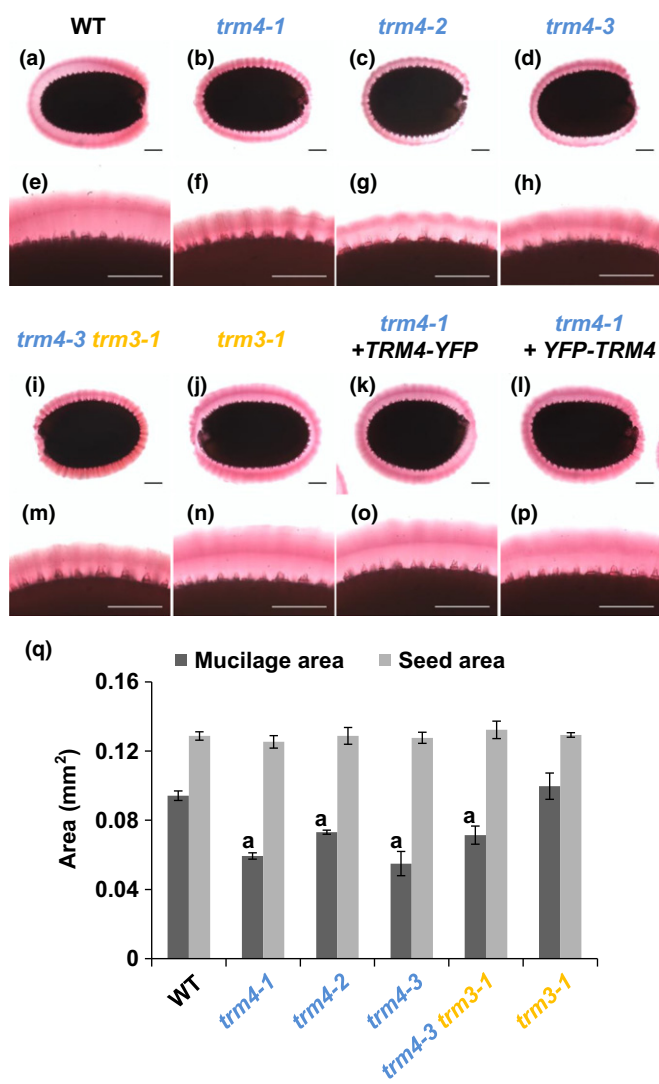 WT trm4-1 trm4-2 trm4-3
(a) (b) (c) (d)
(e) (f) (g) (h)
trm4-3 trm3-1 trm3-1 trm4-1 trm4-1
+TRM4-YFP + YFP-TRM4
(i) (j) (k) (l)
(m) (n) (o) (p)
(q)
Mucilage area Seed area
0.16
0.12
0.08
0.04
0
Area (mm²)
a a a a
WT trm4-1 trm4-2 trm4-3 trm4-3 trm3-1 trm3-1